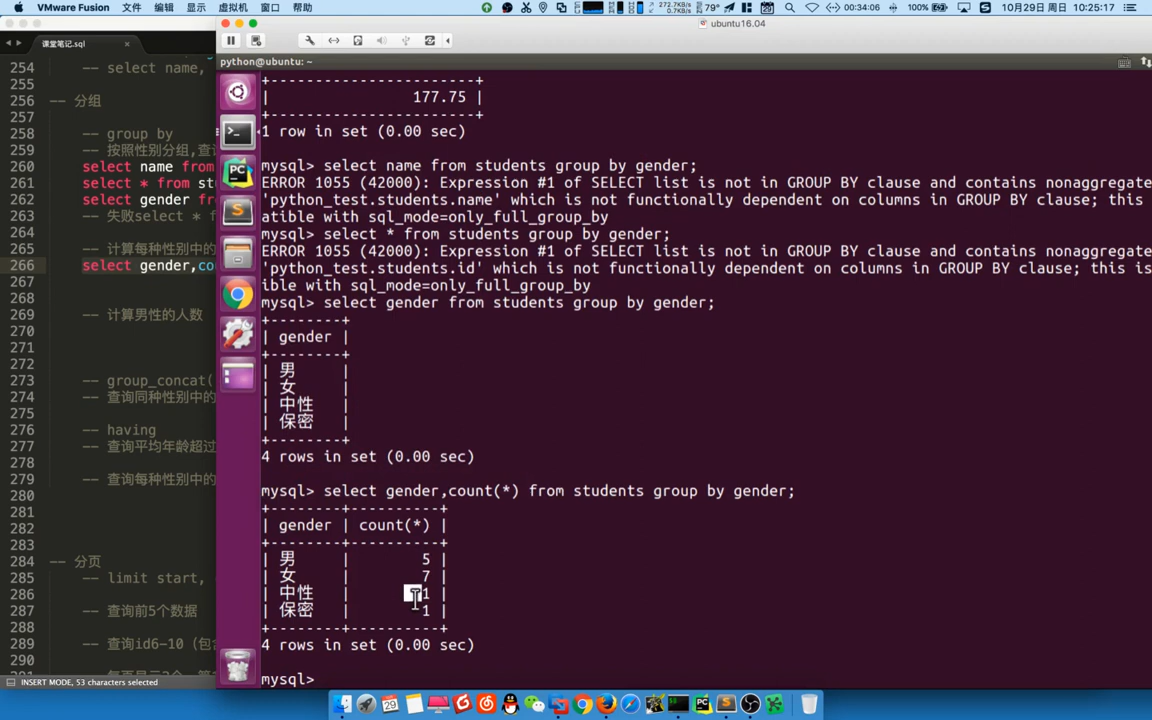 VMware Fusion 文件 编辑 显示 虚拟机 窗口 帮助 272.7KB/s 0.7KB/s 79° 00:34:06 100% 10月29日 周日 10:25:17
ubuntu16.04
课堂笔记.sql
python@ubuntu: ~
254 -- select name,
255
256 -- 分组
257
258 -- group by
259 -- 按照性别分组,查
260 select name from
261 select * from st
262 select gender fr
263 -- 失败select * f
264
265 -- 计算每种性别中的
266 select gender,co
267
268
269 -- 计算男性的人数
270
271
272
273 -- group_concat(
274 -- 查询同种性别中的
275
276 -- having
277 -- 查询平均年龄超过
278
279 -- 查询每种性别中的
280
281
282
283
284 -- 分页
285 -- limit start,
286
287 -- 查询前5个数据
288
289 -- 查询id6-10（包
290
INSERT MODE, 53 characters selected
+------------------------+
| 177.75 |
+------------------------+
1 row in set (0.00 sec)
mysql> select name from students group by gender;
ERROR 1055 (42000): Expression #1 of SELECT list is not in GROUP BY clause and contains nonaggregate
'python_test.students.name' which is not functionally dependent on columns in GROUP BY clause; this
atible with sql_mode=only_full_group_by
mysql> select * from students group by gender;
ERROR 1055 (42000): Expression #1 of SELECT list is not in GROUP BY clause and contains nonaggregate
'python_test.students.id' which is not functionally dependent on columns in GROUP BY clause; this is
ible with sql_mode=only_full_group_by
mysql> select gender from students group by gender;
+--------+
| gender |
+--------+
| 男 |
| 女 |
| 中性 |
| 保密 |
+--------+
4 rows in set (0.00 sec)
mysql> select gender,count(*) from students group by gender;
+--------+----------+
| gender | count(*) |
+--------+----------+
| 男 | 5 |
| 女 | 7 |
| 中性 | 1 |
| 保密 | 1 |
+--------+----------+
4 rows in set (0.00 sec)
mysql>